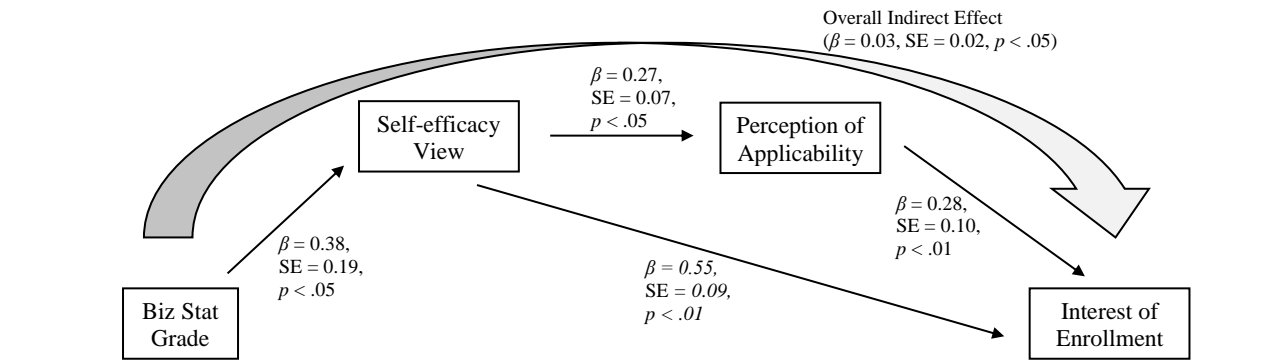 Overall Indirect Effect
(β = 0.03, SE = 0.02, p < .05)
β = 0.27,
SE = 0.07,
p < .05
Self-efficacy
View
Perception of
Applicability
β = 0.28,
SE = 0.10,
p < .01
β = 0.38,
SE = 0.19,
p < .05
β = 0.55,
SE = 0.09,
p < .01
Biz Stat
Grade
Interest of
Enrollment